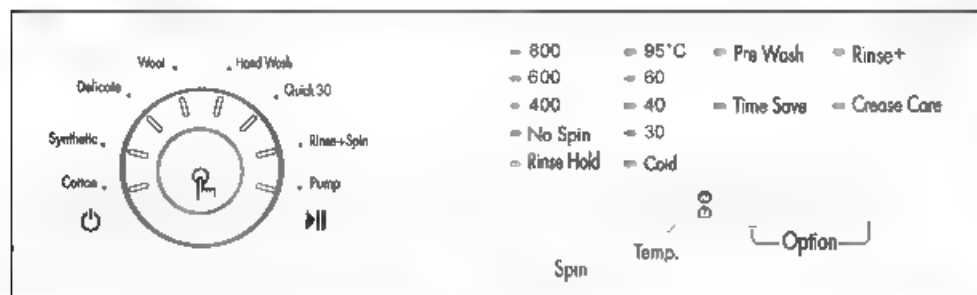 Wool
Hand Wash
Delicate
Quick 30
Synthetic
Rinse+Spin
Cotton
Pump
800
600
400
No Spin
Rinse Hold
95°C
60
40
30
Cold
Pre Wash
Rinse+
Time Save
Crease Care
Spin
Temp.
Option